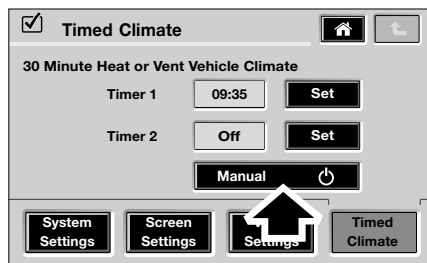 Timed Climate
30 Minute Heat or Vent Vehicle Climate
Timer 1 09:35 Set
Timer 2 Off Set
Manual
System Settings
Screen Settings
Settings
Timed Climate